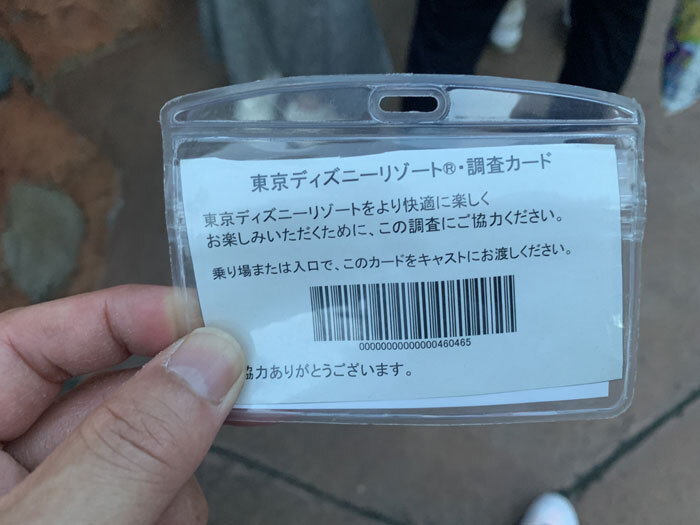 東京ディズニーリゾート®・調査カード
東京ディズニーリゾートをより快適に楽しく
お楽しみいただくために、この調査にご協力ください。
乗り場または入口で、このカードをキャストにお渡しください。
00000000000000460465
協力ありがとうございます。